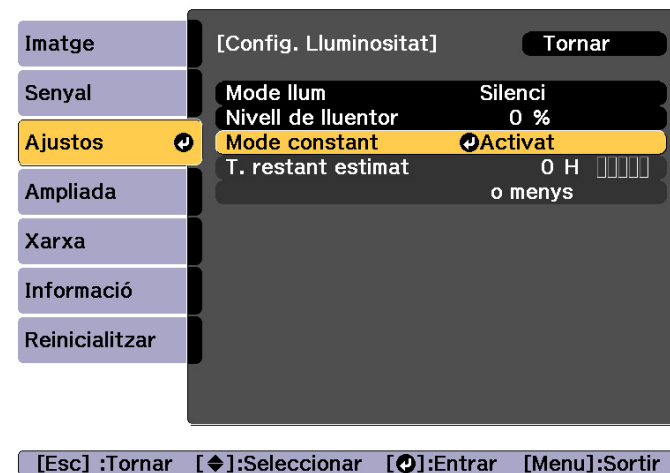 Imatge
Senyal
Ajustos
Ampliada
Xarxa
Informació
Reinicialitzar
[Config. Lluminositat] Tornar
Mode llum Silenci
Nivell de lluentor 0 %
Mode constant Activat
T. restant estimat 0 H
o menys
[Esc] :Tornar [◆]:Seleccionar [↵]:Entrar [Menu]:Sortir